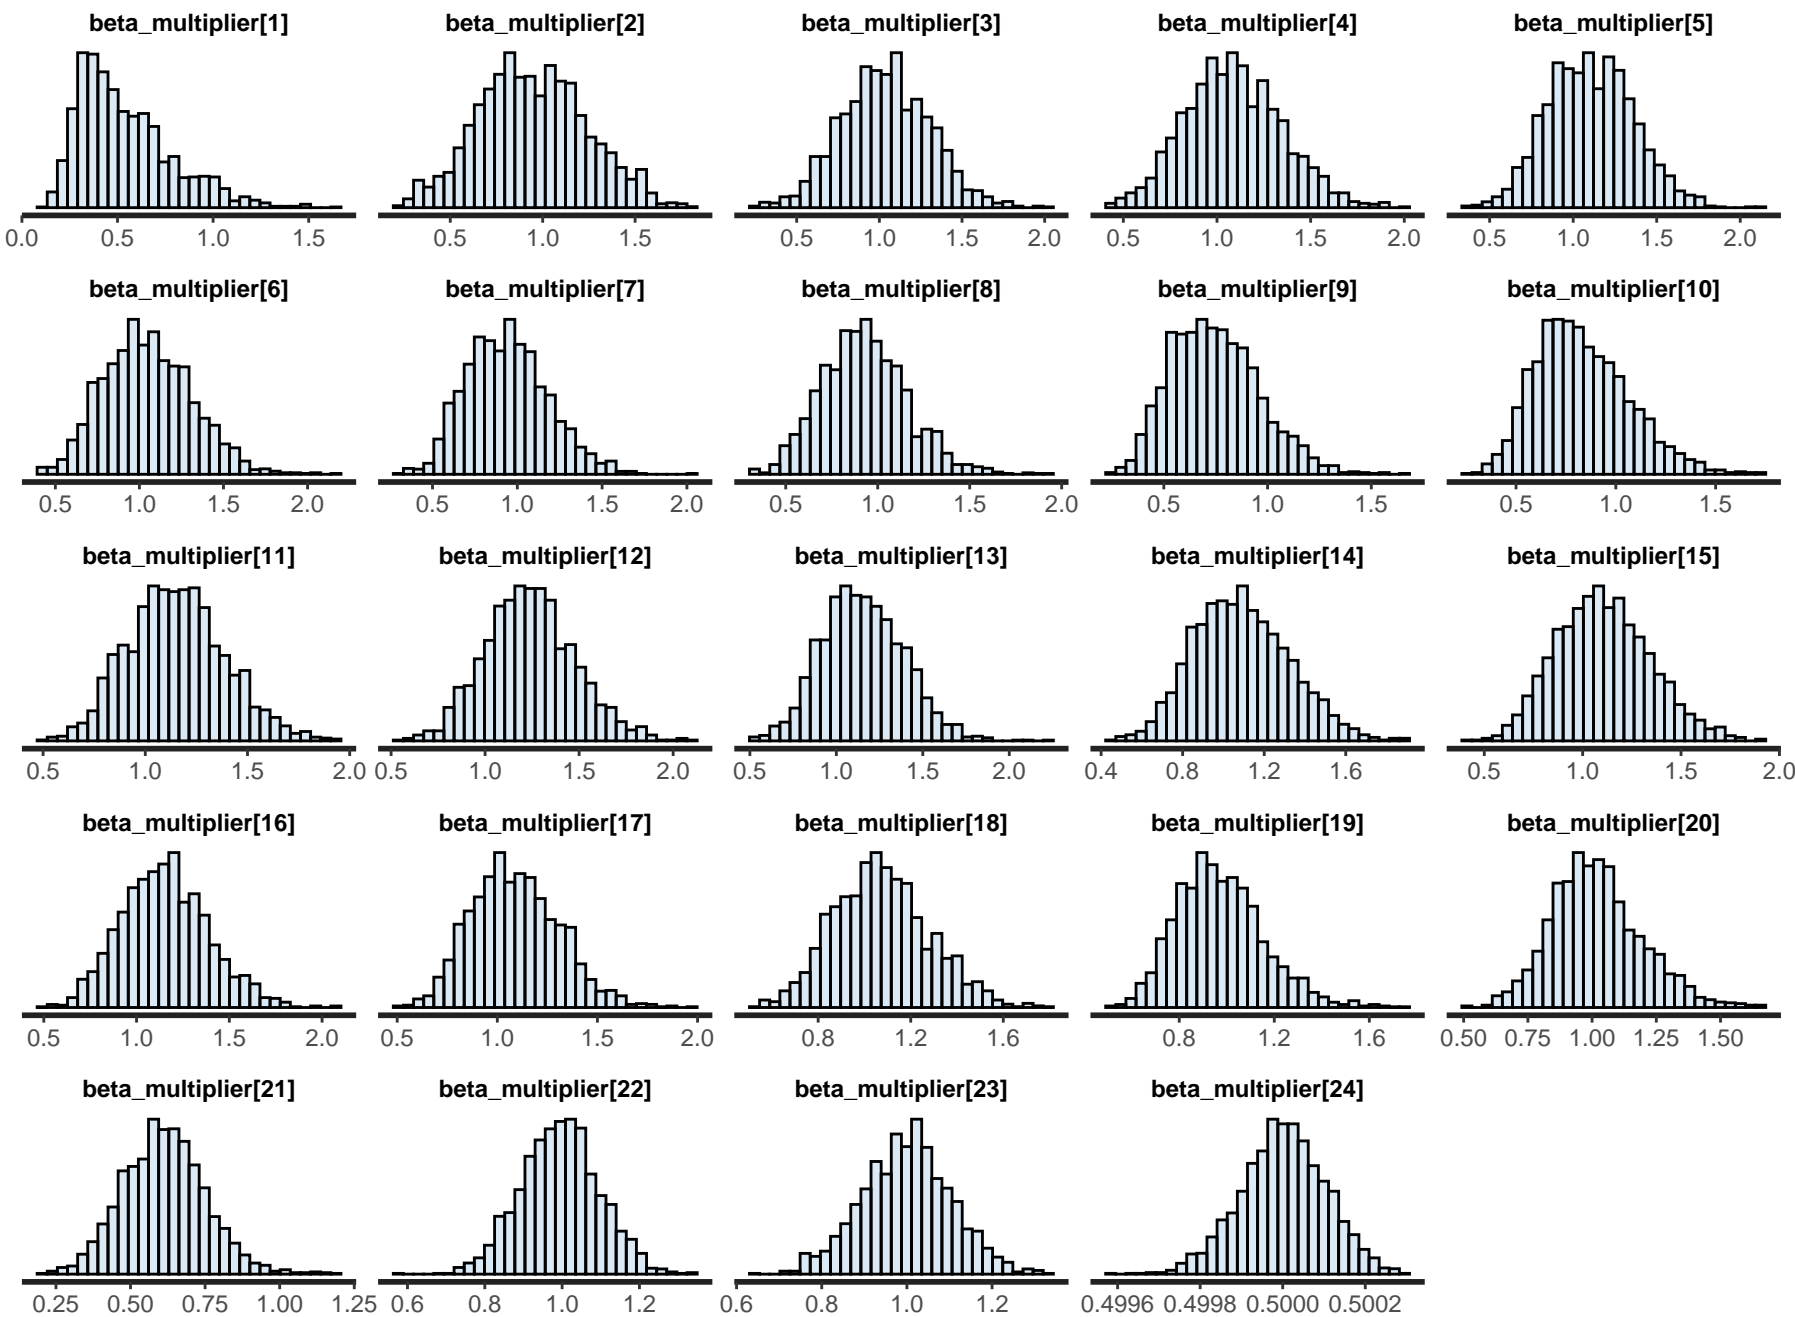 beta_multiplier[1] beta_multiplier[2] beta_multiplier[3] beta_multiplier[4] beta_multiplier[5]
0.0 0.5 1.0 1.5 0.5 1.0 1.5 0.5 1.0 1.5 2.0 0.5 1.0 1.5 2.0 0.5 1.0 1.5 2.0
beta_multiplier[6] beta_multiplier[7] beta_multiplier[8] beta_multiplier[9] beta_multiplier[10]
0.5 1.0 1.5 2.0 0.5 1.0 1.5 2.0 0.5 1.0 1.5 2.0 0.5 1.0 1.5 0.5 1.0 1.5
beta_multiplier[11] beta_multiplier[12] beta_multiplier[13] beta_multiplier[14] beta_multiplier[15]
0.5 1.0 1.5 2.0 0.5 1.0 1.5 2.0 0.5 1.0 1.5 2.0 0.4 0.8 1.2 1.6 0.5 1.0 1.5 2.0
beta_multiplier[16] beta_multiplier[17] beta_multiplier[18] beta_multiplier[19] beta_multiplier[20]
0.5 1.0 1.5 2.0 0.5 1.0 1.5 2.0 0.8 1.2 1.6 0.8 1.2 1.6 0.50 0.75 1.00 1.25 1.50
beta_multiplier[21] beta_multiplier[22] beta_multiplier[23] beta_multiplier[24]
0.25 0.50 0.75 1.00 1.25 0.6 0.8 1.0 1.2 0.6 0.8 1.0 1.2 0.4996 0.4998 0.5000 0.5002